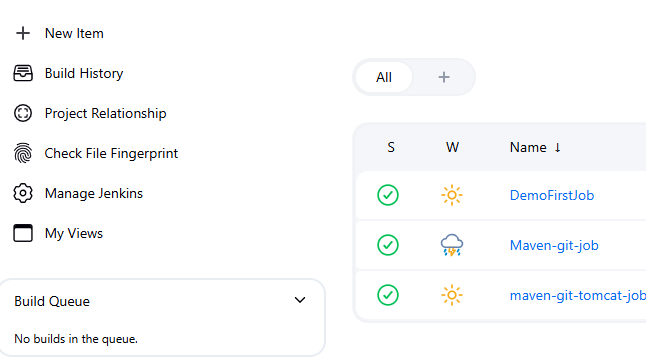 New Item
Build History
Project Relationship
Check File Fingerprint
Manage Jenkins
My Views
Build Queue
No builds in the queue.
All +
S W Name ↓
DemoFirstJob
Maven-git-job
maven-git-tomcat-job